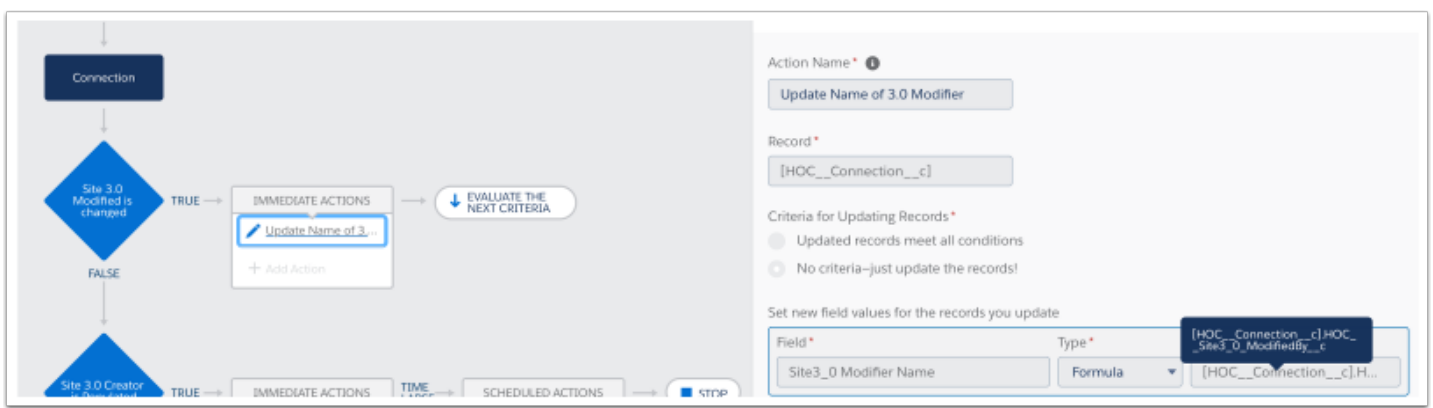 Connection
Site 3.0
Modified is
changed
TRUE
IMMEDIATE ACTIONS
Update Name of 3....
+ Add Action
EVALUATE THE
NEXT CRITERIA
FALSE
Site 3.0 Creator
TRUE
IMMEDIATE ACTIONS
TIME
SCHEDULED ACTIONS
STOP
Action Name*
Update Name of 3.0 Modifier
Record*
[HOC__Connection__c]
Criteria for Updating Records*
Updated records meet all conditions
No criteria—just update the records!
Set new field values for the records you update
[HOC__Connection__c].HOC_
_Site3_0_ModifiedBy__c
Field*
Type*
Site3_0 Modifier Name
Formula
[HOC__Connection__c].H...